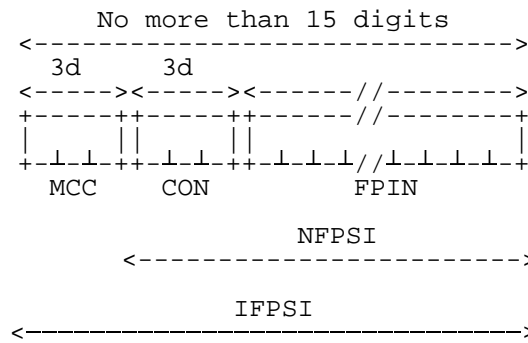 No more than 15 digits
3d 3d
MCC CON FPIN
NFPSI
IFPSI